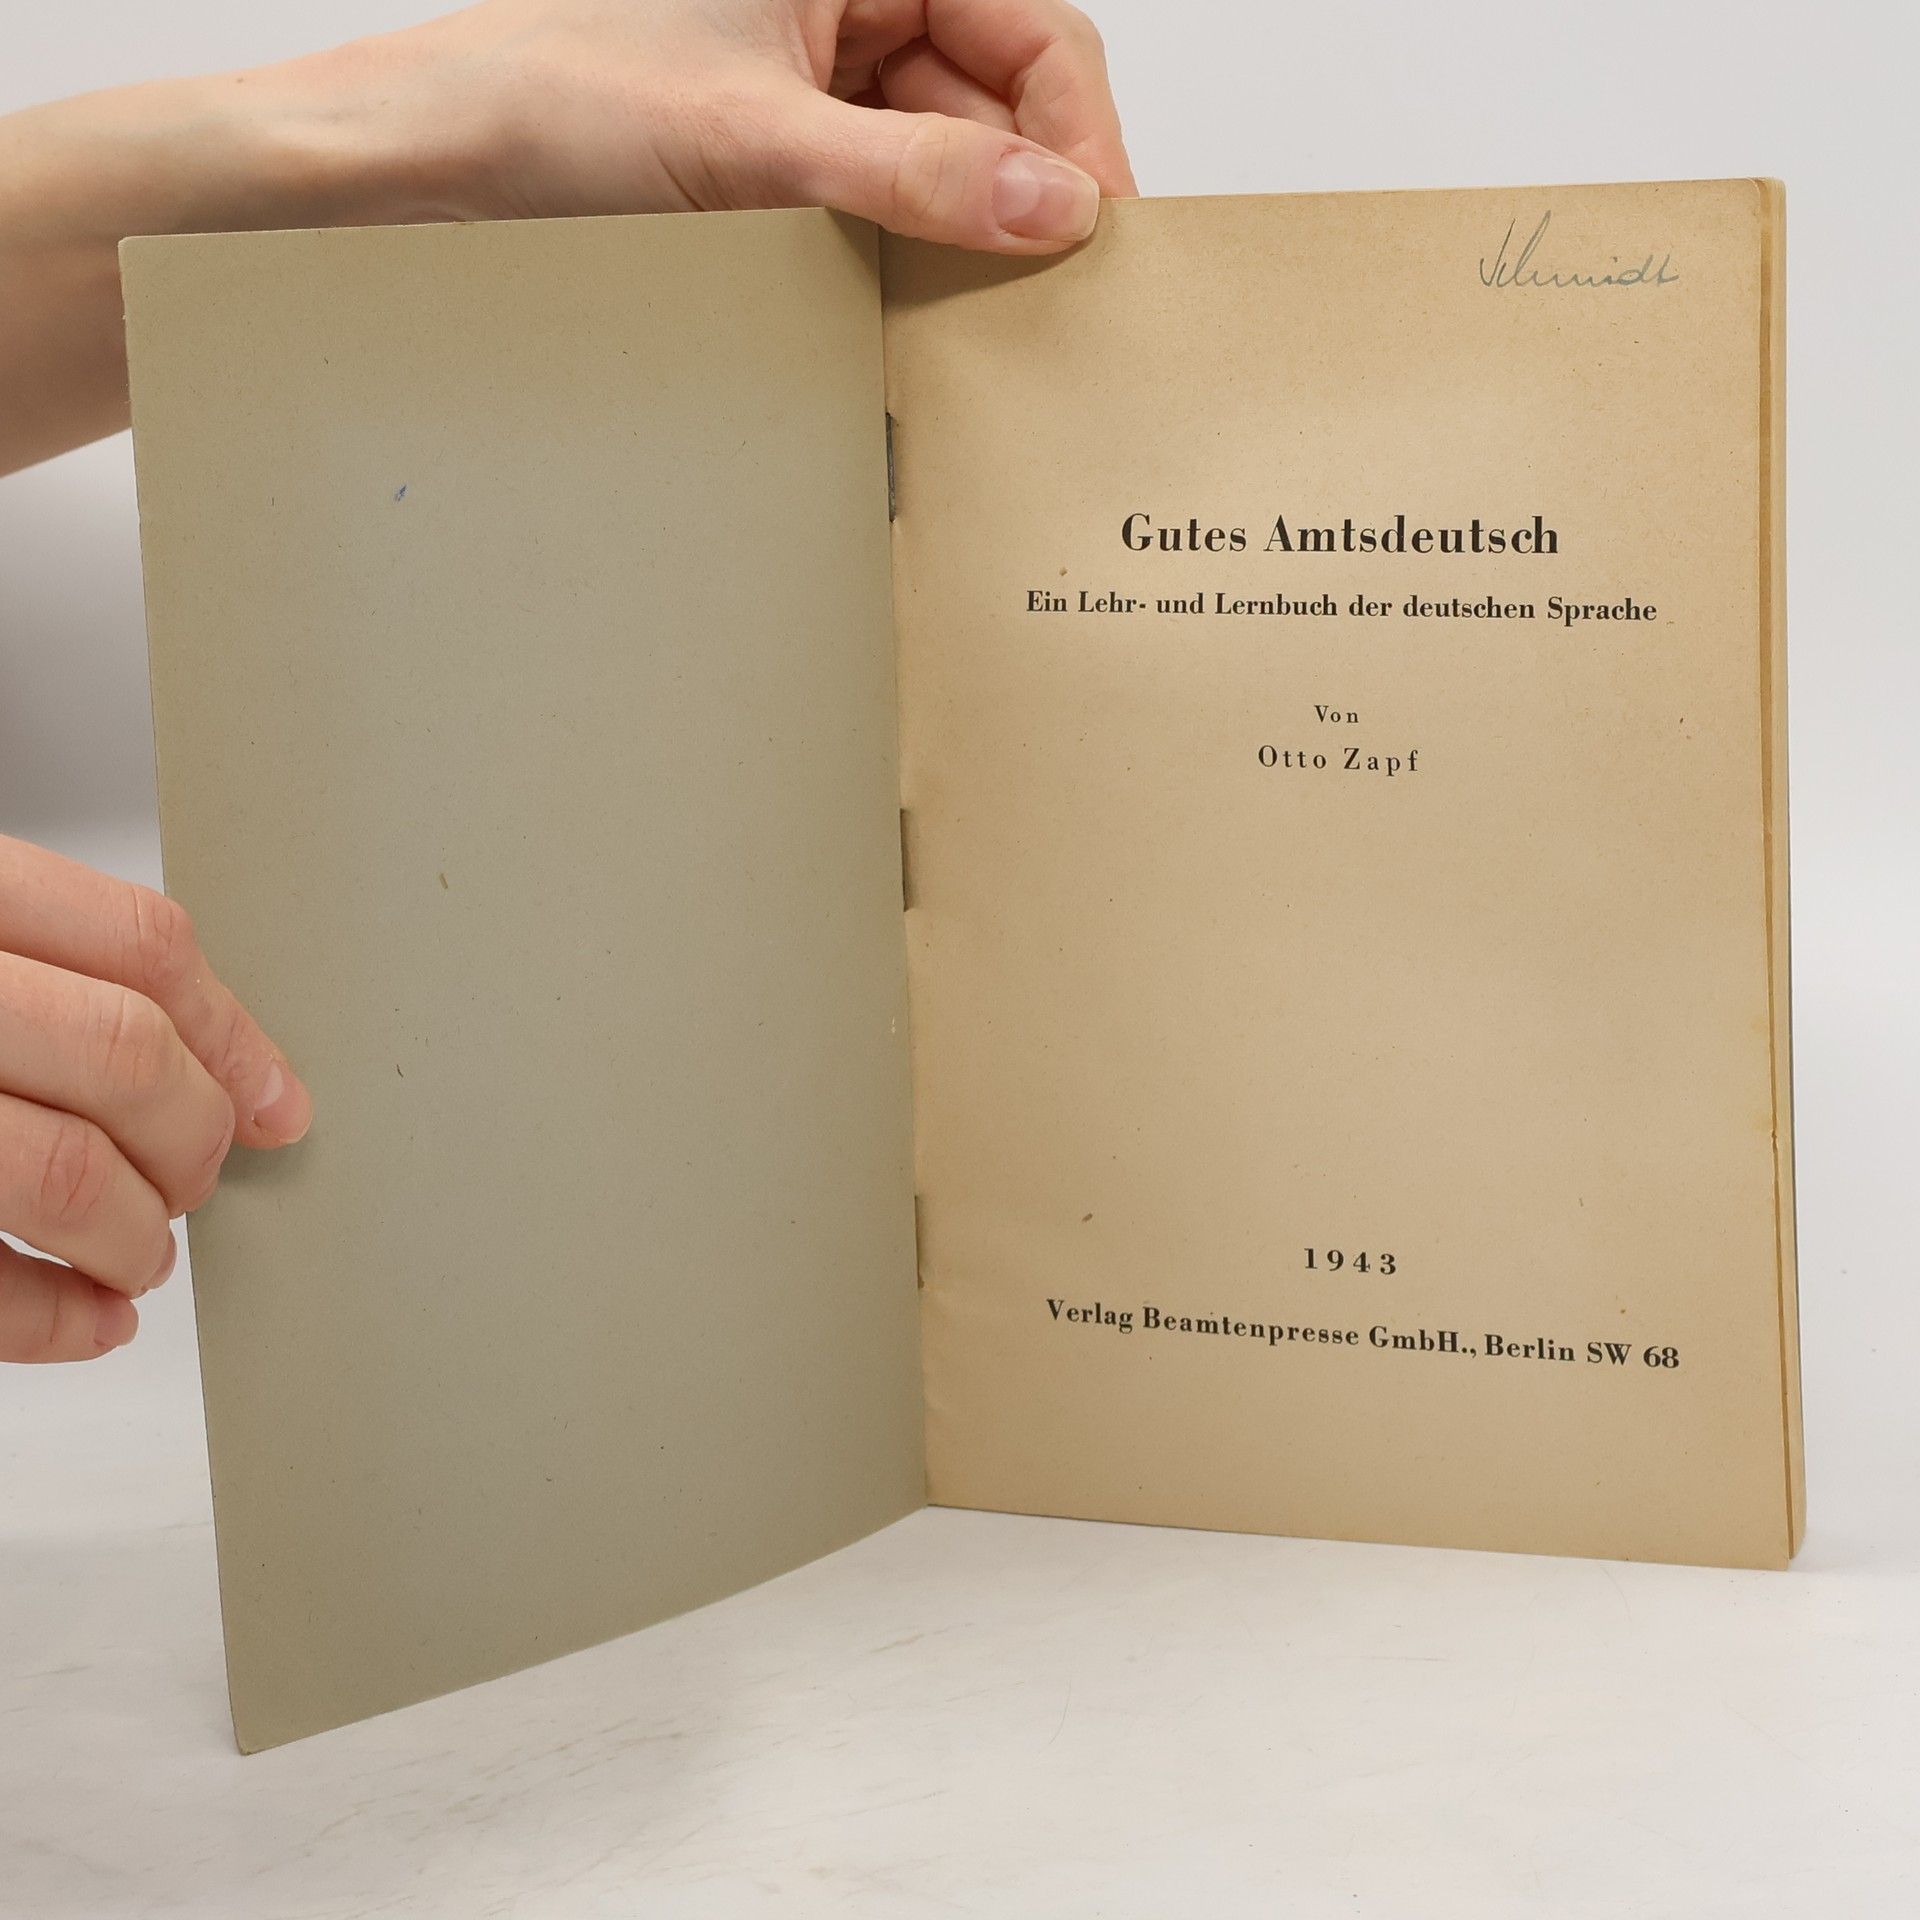 Schmidt
Gutes Amtsdeutsch
Ein Lehr- und Lernbuch der deutschen Sprache
Von
Otto Zapf
1943
Verlag Beamtenpresse GmbH., Berlin SW 68